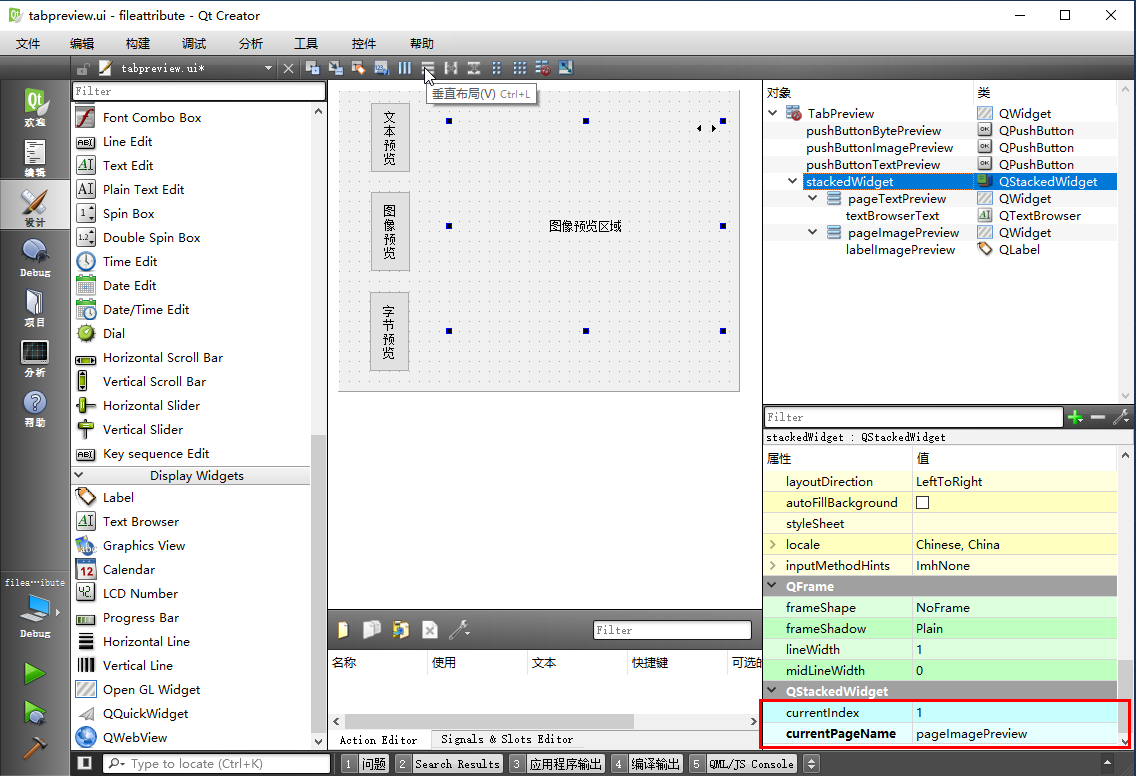 tabpreview.ui - fileattribute - Qt Creator
文件 编辑 构建 调试 分析 工具 控件 帮助
tabpreview.ui*
垂直布局(V) Ctrl+L
欢迎
编辑
设计
Debug
项目
分析
帮助
filea…ibute
Debug
Filter
Font Combo Box
Line Edit
Text Edit
Plain Text Edit
Spin Box
Double Spin Box
Time Edit
Date Edit
Date/Time Edit
Dial
Horizontal Scroll Bar
Vertical Scroll Bar
Horizontal Slider
Vertical Slider
Key sequence Edit
Display Widgets
Label
Text Browser
Graphics View
Calendar
LCD Number
Progress Bar
Horizontal Line
Vertical Line
Open GL Widget
QQuickWidget
QWebView
文本预览
图像预览
字节预览
图像预览区域
Filter
名称 使用 文本 快捷键 可选的
Action Editor Signals & Slots Editor
对象 类
TabPreview QWidget
pushButtonBytePreview QPushButton
pushButtonImagePreview QPushButton
pushButtonTextPreview QPushButton
stackedWidget QStackedWidget
pageTextPreview QWidget
textBrowserText QTextBrowser
pageImagePreview QWidget
labelImagePreview QLabel
Filter
stackedWidget : QStackedWidget
属性 值
layoutDirection LeftToRight
autoFillBackground
styleSheet
locale Chinese, China
inputMethodHints ImhNone
QFrame
frameShape NoFrame
frameShadow Plain
lineWidth 1
midLineWidth 0
QStackedWidget
currentIndex 1
currentPageName pageImagePreview
Type to locate (Ctrl+K) 1 问题 2 Search Results 3 应用程序输出 4 编译输出 5 QML/JS Console